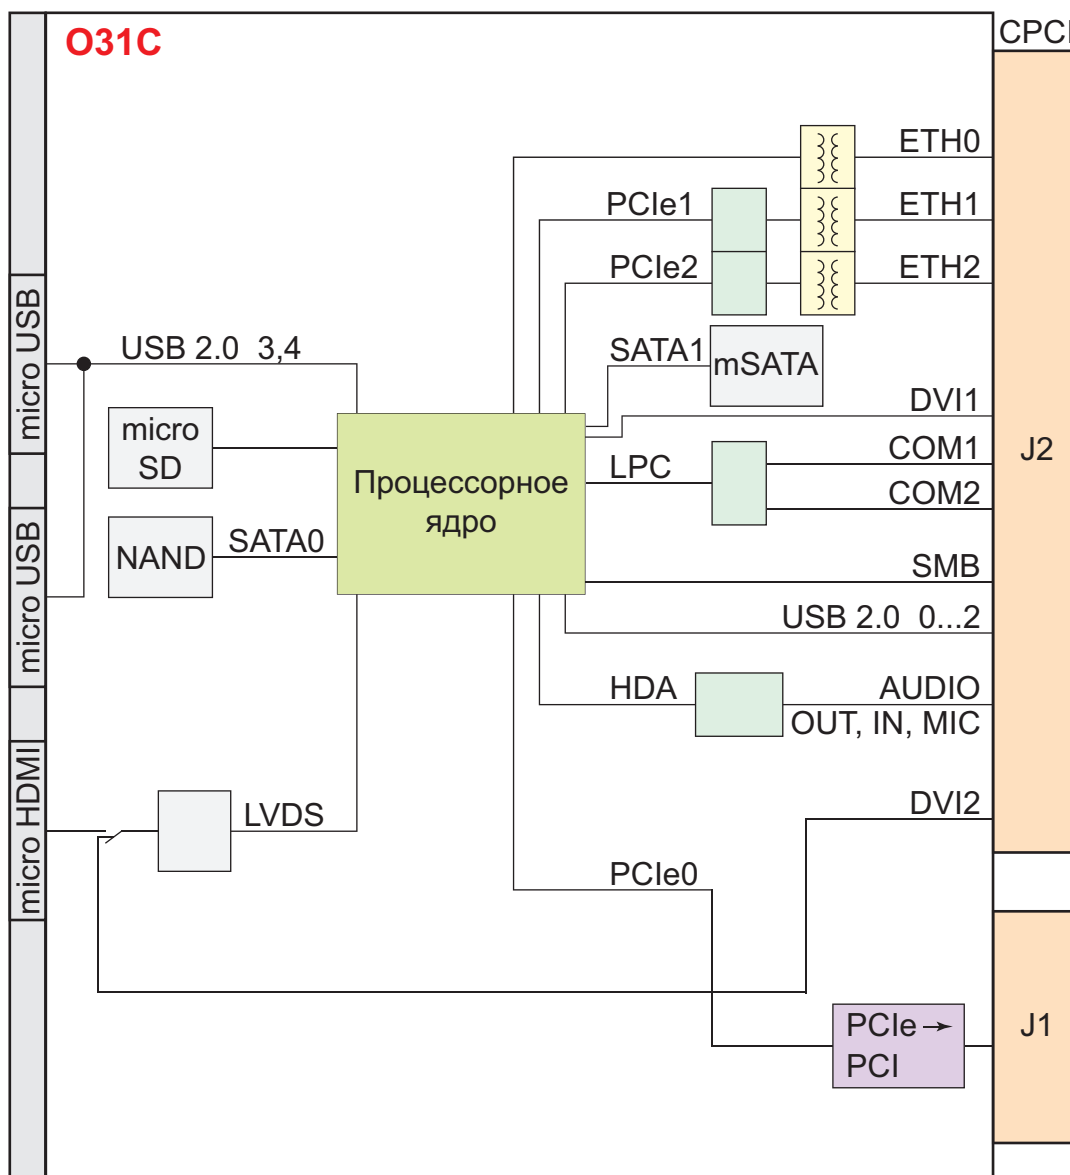 O31C
CPCI
ETH0
PCIe1
ETH1
PCIe2
ETH2
micro USB
USB 2.0 3,4
SATA1
mSATA
DVI1
micro
SD
Процессорное
ядро
LPC
COM1
COM2
J2
NAND
SATA0
micro USB
SMB
USB 2.0 0...2
HDA
AUDIO
OUT, IN, MIC
micro HDMI
LVDS
DVI2
PCIe0
PCIe
PCI
J1